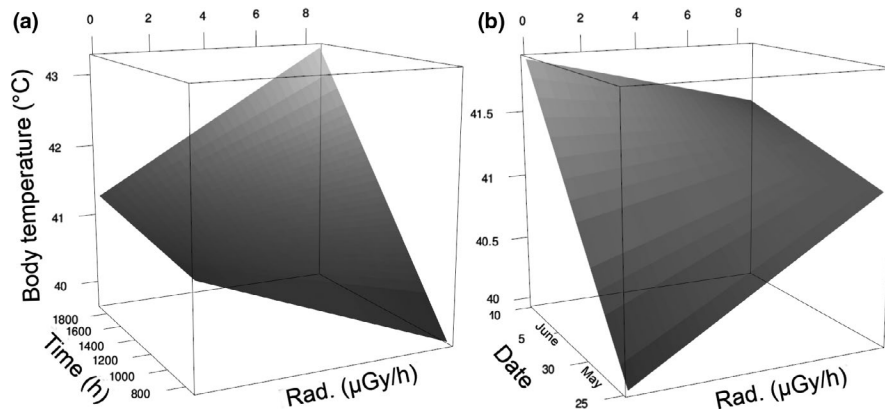 (a)
0 2 4 6 8
43
42
41
40
Body temperature (°C)
1800
1600
1400
1200
1000
800
Time (h)
Rad. (μGy/h)
(b)
0 2 4 6 8
41.5
41
40.5
40
10
5
June
30
May
25
Date
Rad. (μGy/h)